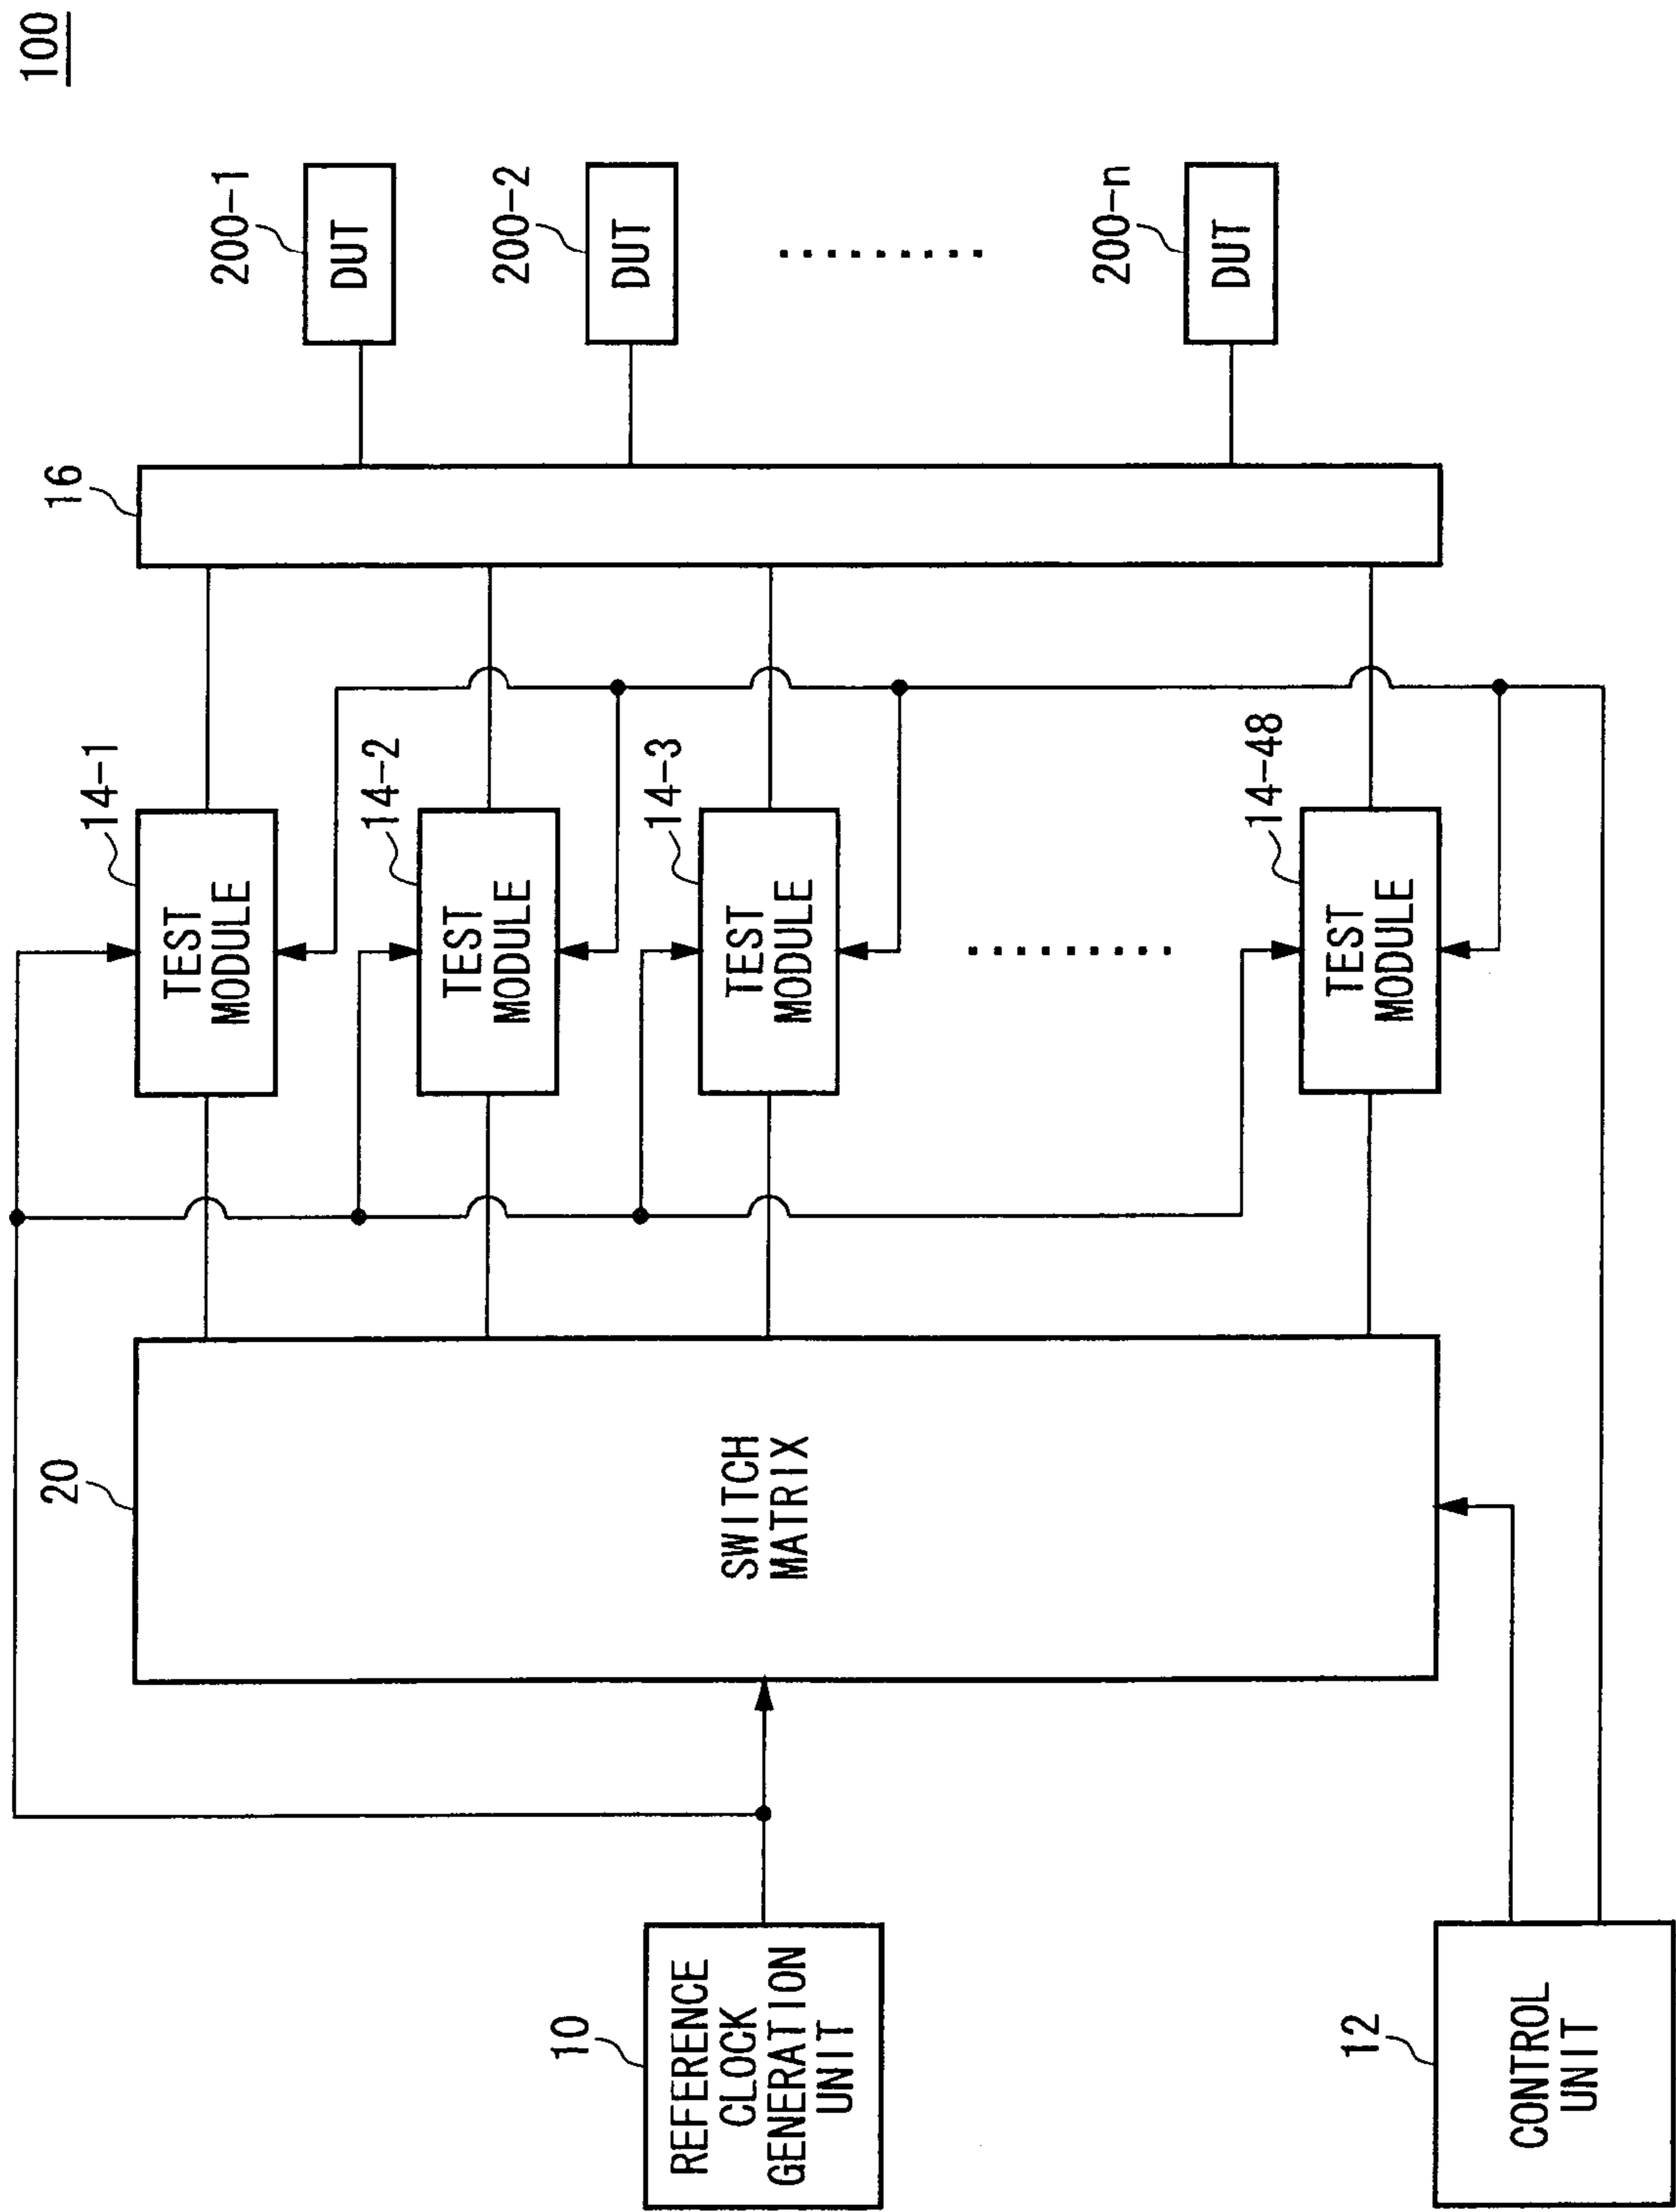 100
10
REFERENCE
CLOCK
GENERATION
UNIT
12
CONTROL
UNIT
20
SWITCH
MATRIX
14-1
TEST
MODULE
14-2
TEST
MODULE
14-3
TEST
MODULE
14-48
TEST
MODULE
16
200-1
DUT
200-2
DUT
200-n
DUT